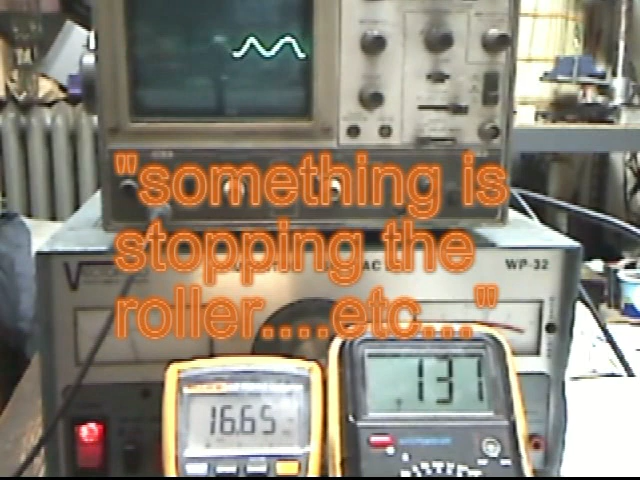 "something is
stopping the
roller....etc..."
WP-32
16.65
131